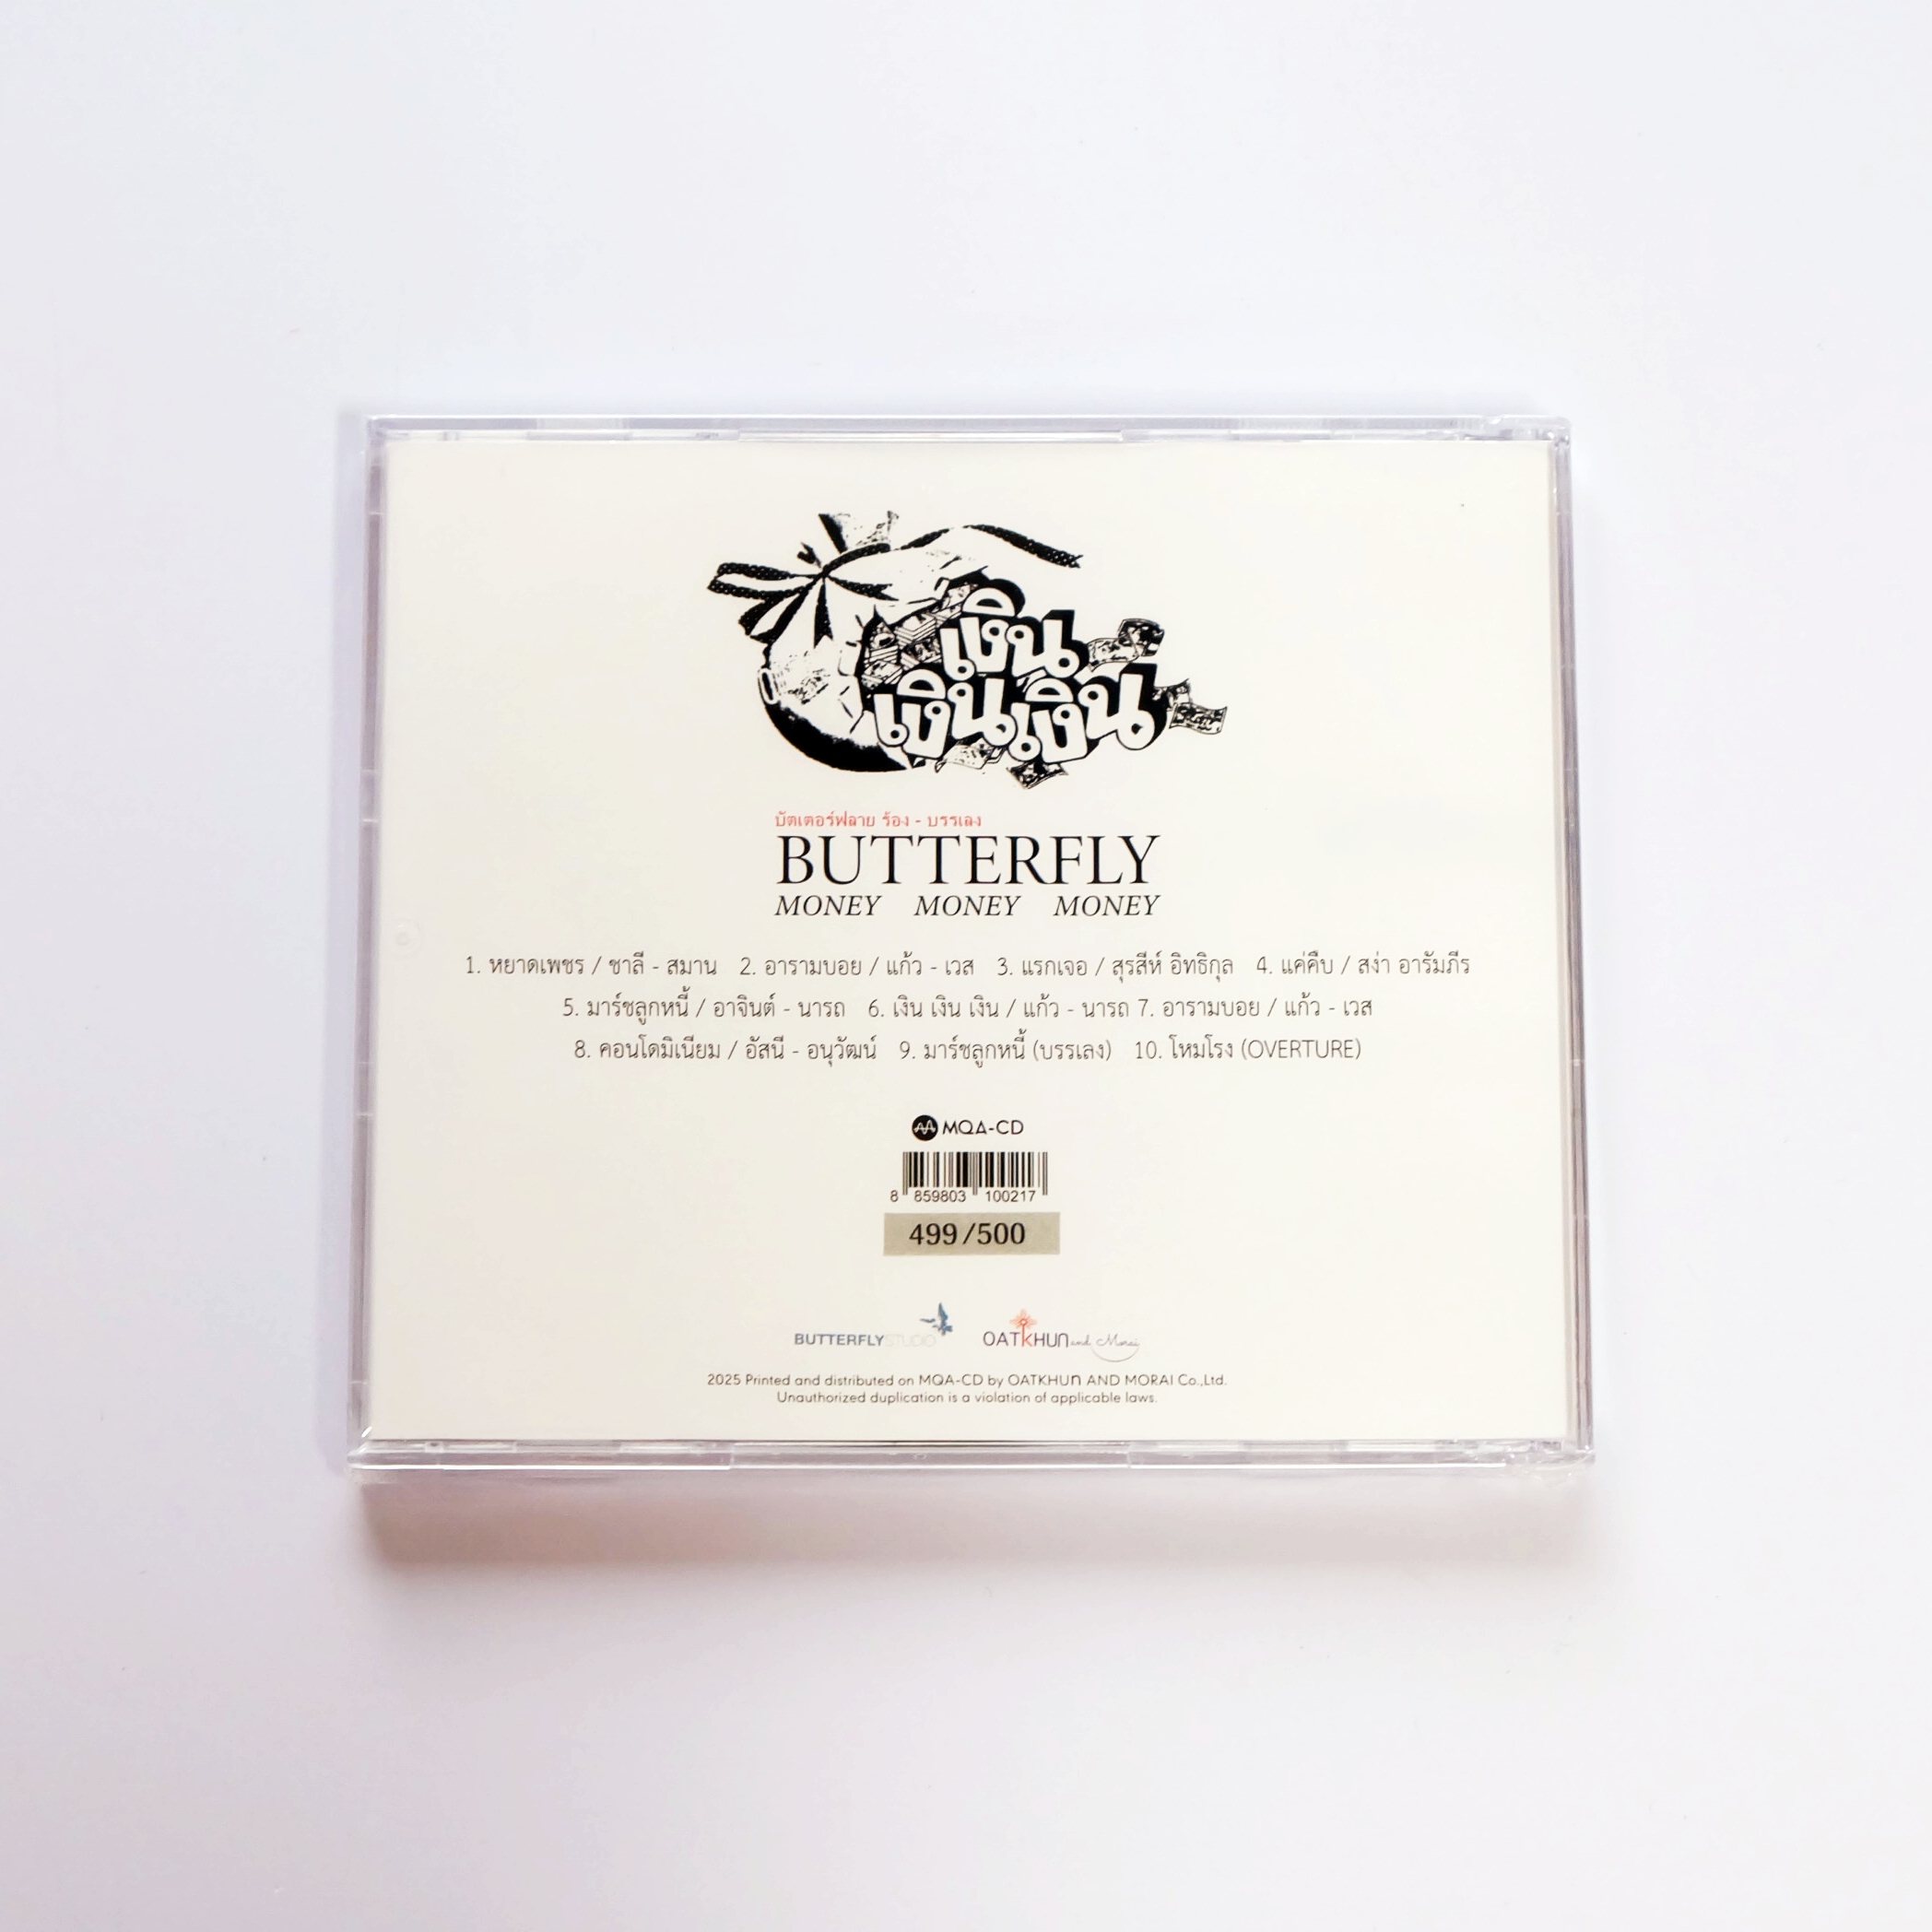 เงิน
เงินเงิน
บัตเตอร์ฟลาย ร้อง - บรรเลง
BUTTERFLY
MONEY MONEY MONEY
1. หยาดเพชร / ชาลี - สมาน 2. อารามบอย / แก้ว - เวส 3. แรกเจอ / สุรสีห์ อิทธิกุล 4. แค่คืบ / สง่า อารัมภีร
5. มาร์ชลูกหนี้ / อาจินต์ - นารถ 6. เงิน เงิน เงิน / แก้ว - นารถ 7. อารามบอย / แก้ว - เวส
8. คอนโดมิเนียม / อัสนี - อนุวัฒน์ 9. มาร์ชลูกหนี้ (บรรเลง) 10. โหมโรง (OVERTURE)
MQA-CD
8 859803 100217
499/500
BUTTERFLYSTUDIO OATKHUN and Morai
2025 Printed and distributed on MQA-CD by OATKHUN AND MORAI Co.,Ltd.
Unauthorized duplication is a violation of applicable laws.